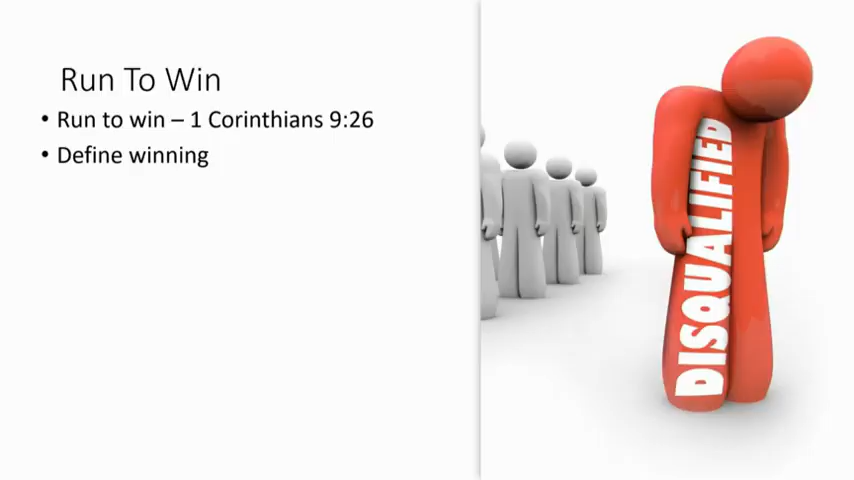 Run To Win
• Run to win – 1 Corinthians 9:26
• Define winning
DISQUALIFIED